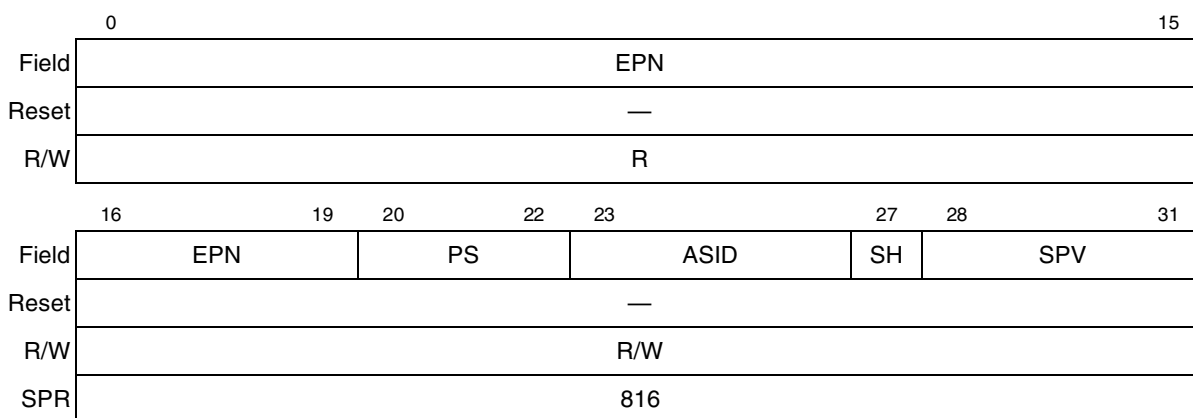 0 15
Field EPN
Reset —
R/W R
16 19 20 22 23 27 28 31
Field EPN PS ASID SH SPV
Reset —
R/W R/W
SPR 816